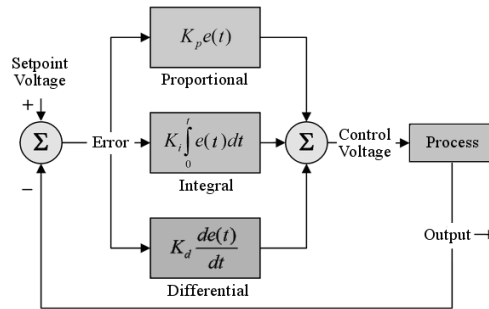 K_p e(t)
Proportional
Setpoint
Voltage
+
Σ
−
Error
K_i ∫_0^t e(t)dt
Integral
Σ
Control
Voltage
Process
K_d de(t)/dt
Differential
Output